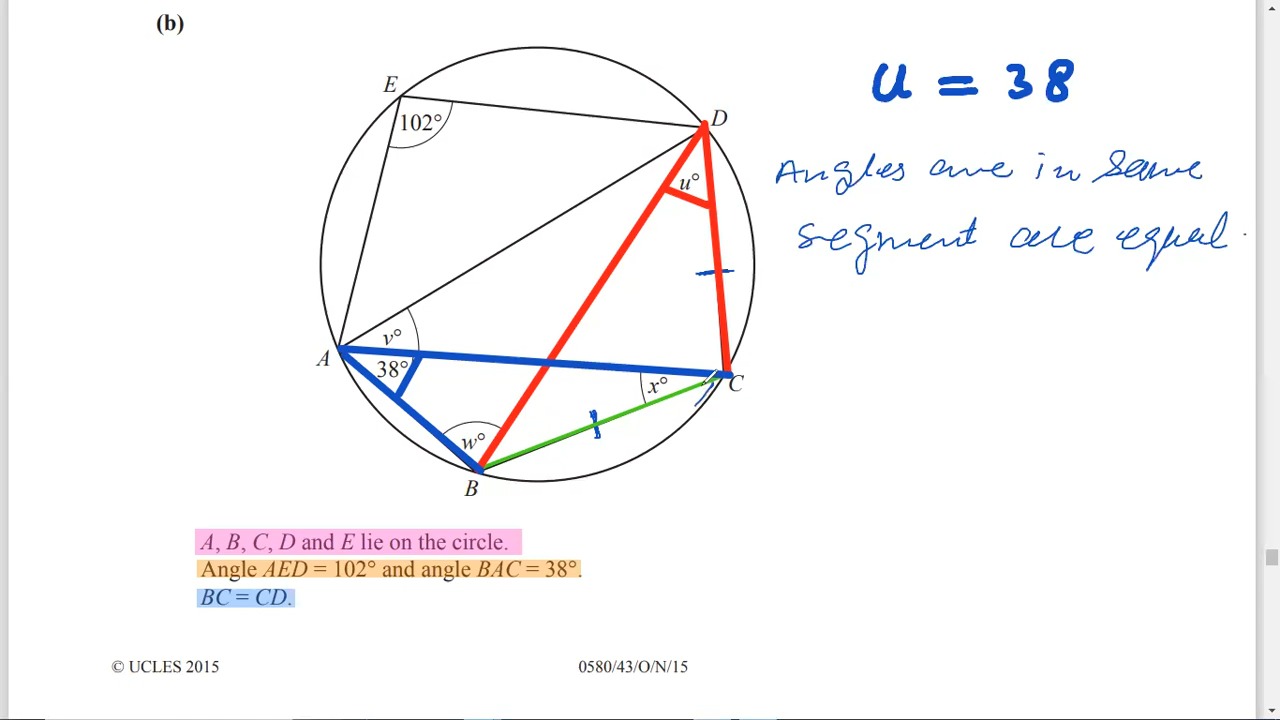 (b)
E
102°
D
u°
v°
A
38°
x°
C
w°
B
u = 38
Angles are in same
segment are equal.
A, B, C, D and E lie on the circle.
Angle AED = 102° and angle BAC = 38°.
BC = CD.
© UCLES 2015
0580/43/O/N/15